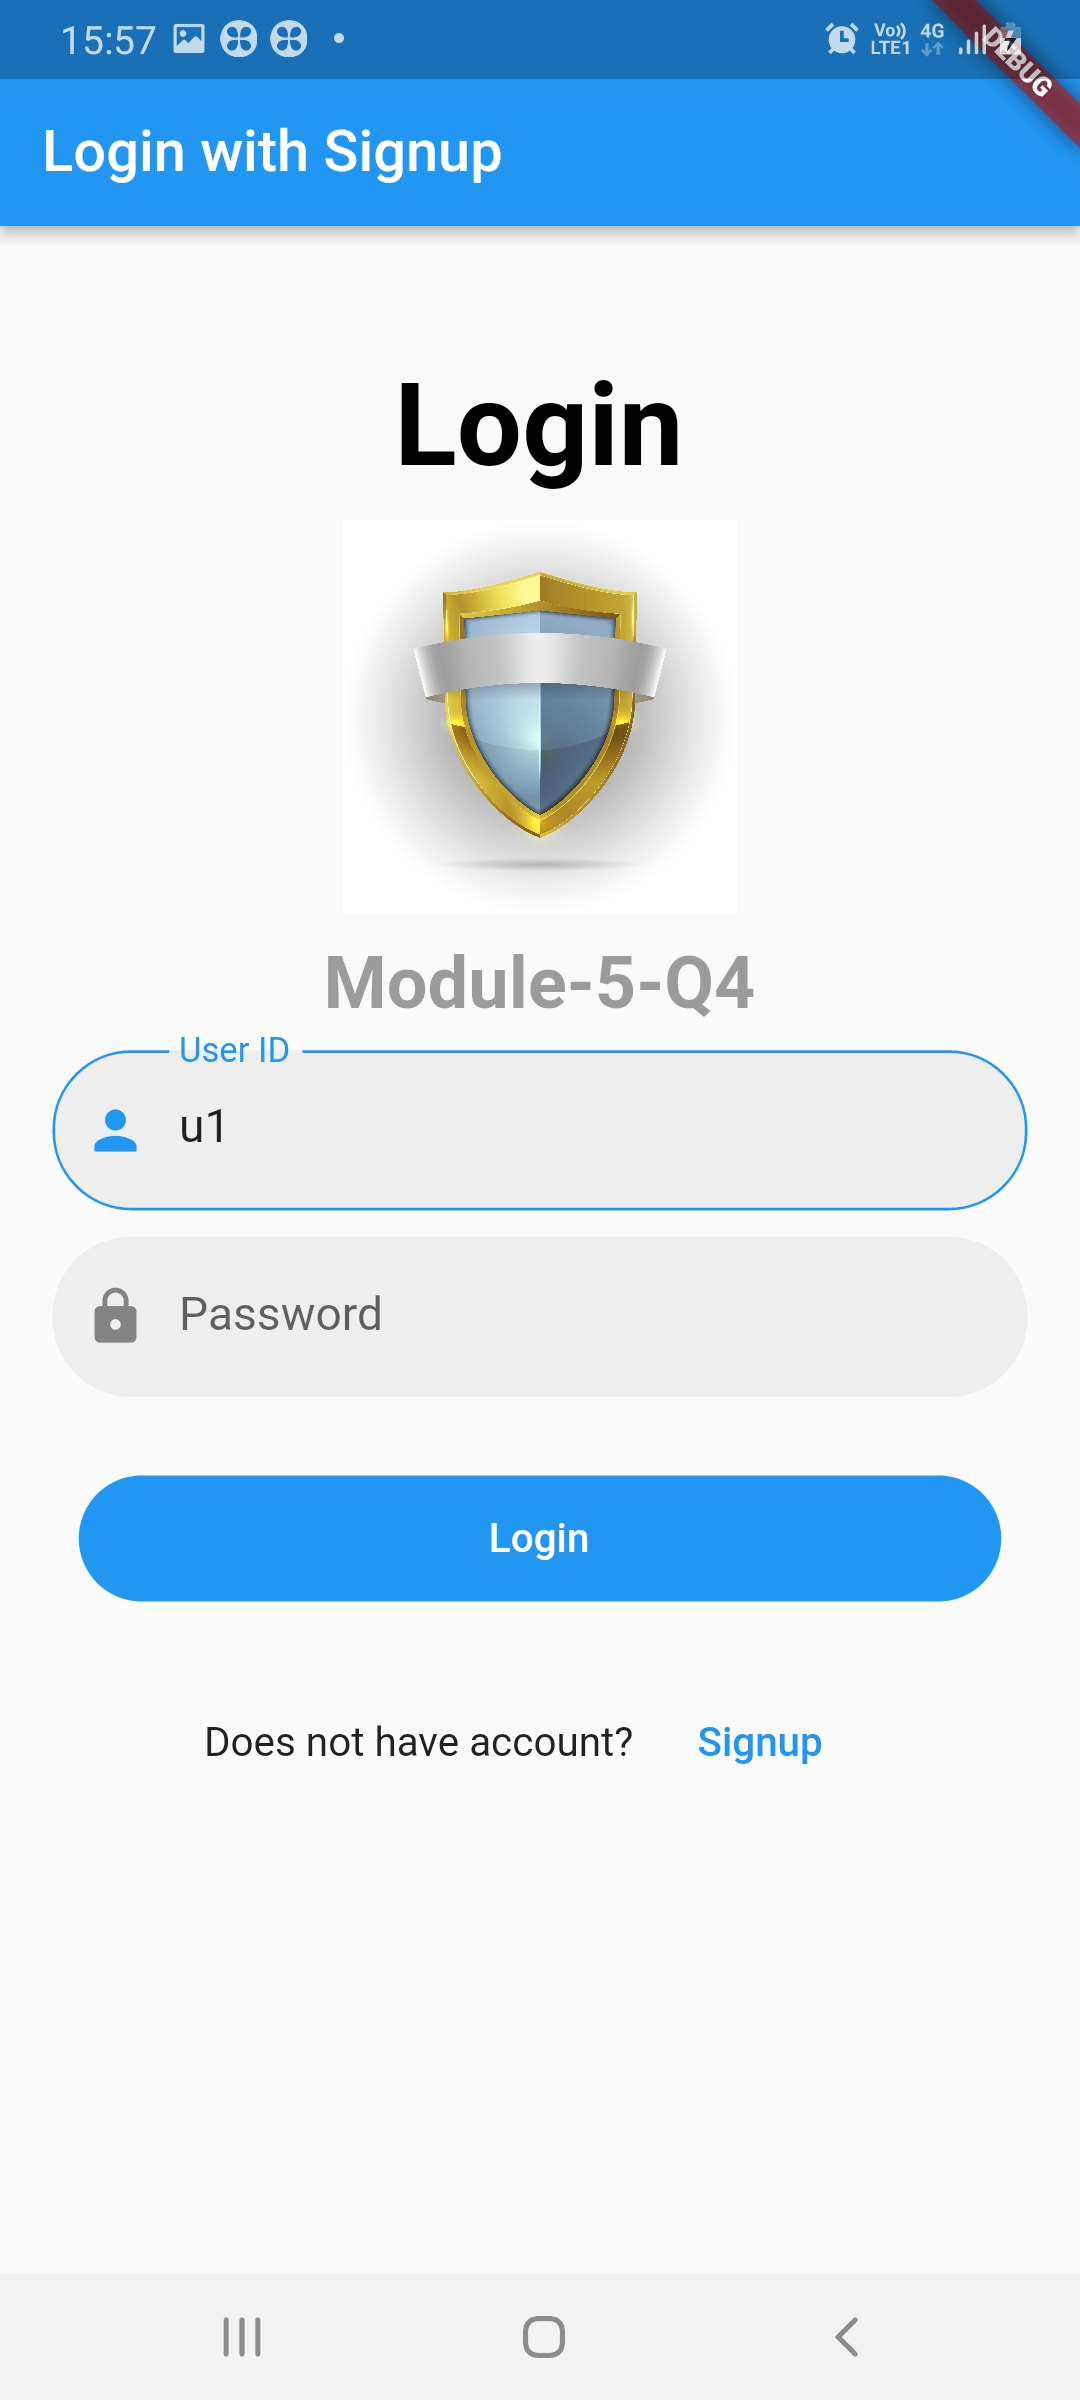 15:57
Vo))
LTE1
4G
DEBUG
Login with Signup
Login
Module-5-Q4
User ID
u1
Password
Login
Does not have account? Signup